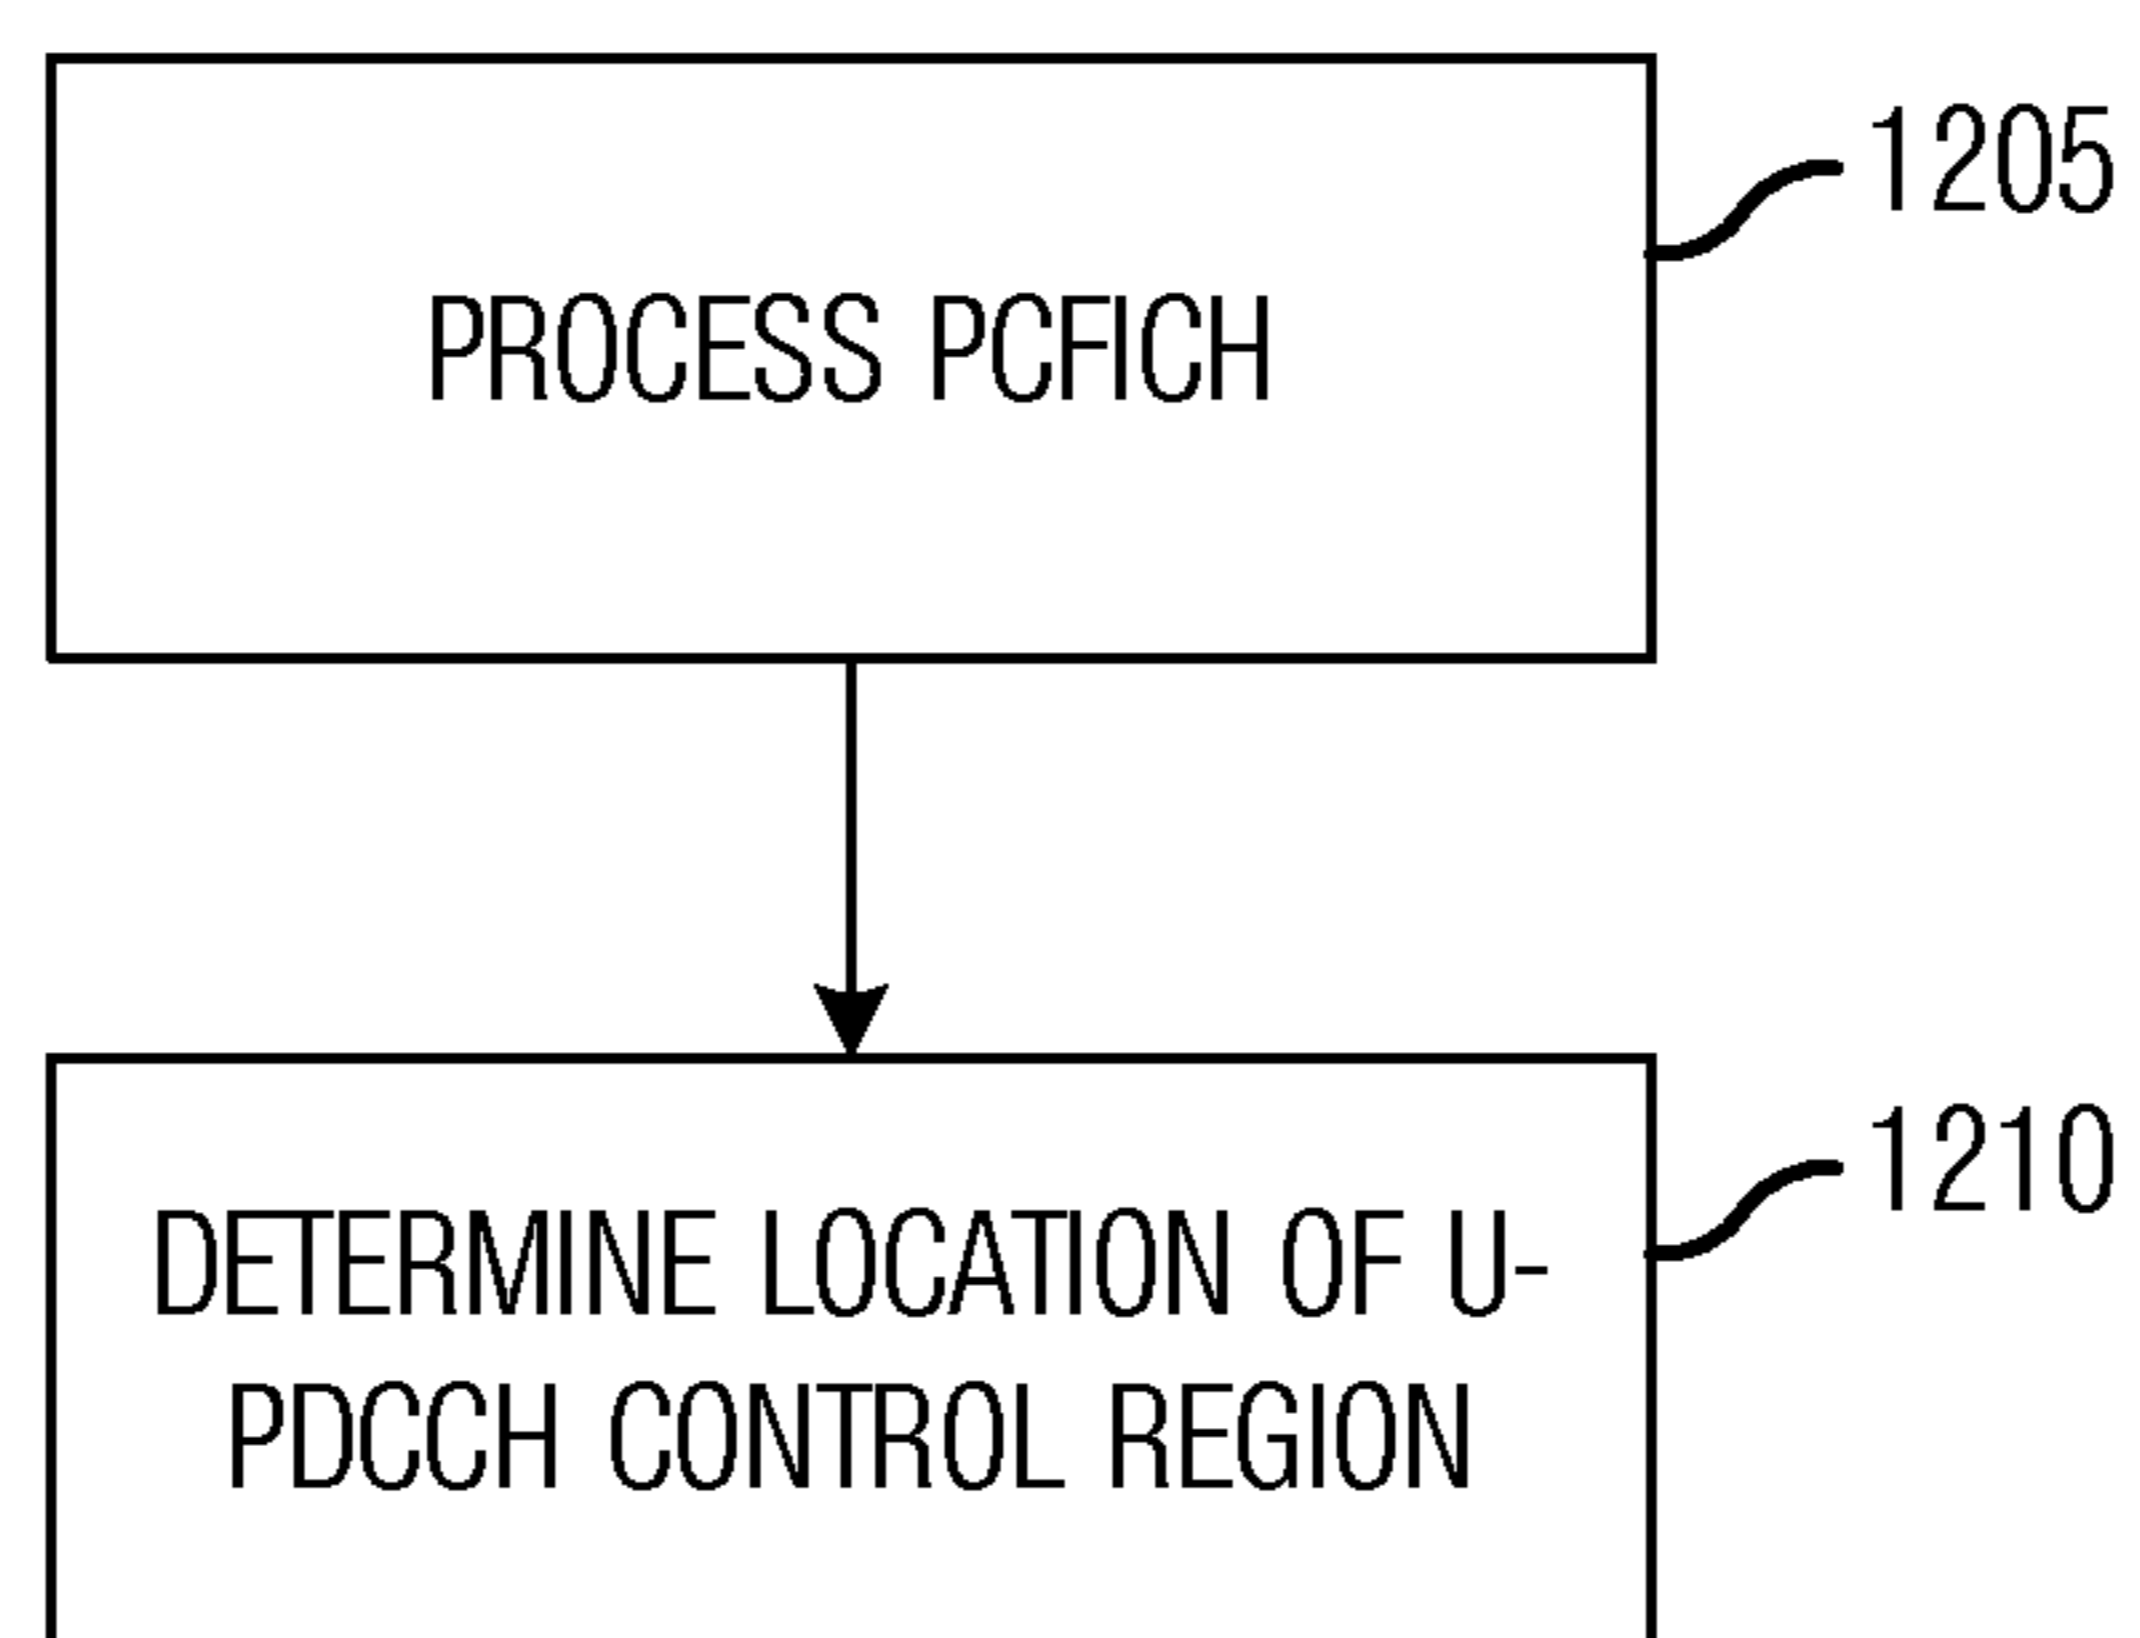 1205
PROCESS PCFICH
1210
DETERMINE LOCATION OF U-
PDCCH CONTROL REGION